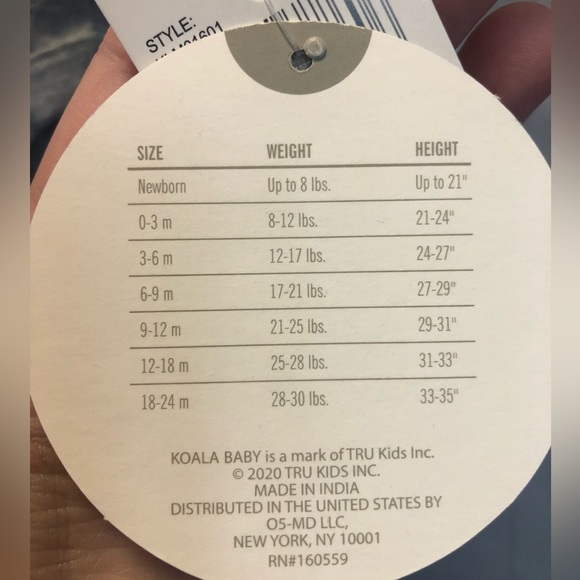 STYLE:
SIZE WEIGHT HEIGHT
Newborn Up to 8 lbs. Up to 21"
0-3 m 8-12 lbs. 21-24"
3-6 m 12-17 lbs. 24-27"
6-9 m 17-21 lbs. 27-29"
9-12 m 21-25 lbs. 29-31"
12-18 m 25-28 lbs. 31-33"
18-24 m 28-30 lbs. 33-35"
KOALA BABY is a mark of TRU Kids Inc.
© 2020 TRU KIDS INC.
MADE IN INDIA
DISTRIBUTED IN THE UNITED STATES BY
O5-MD LLC,
NEW YORK, NY 10001
RN#160559